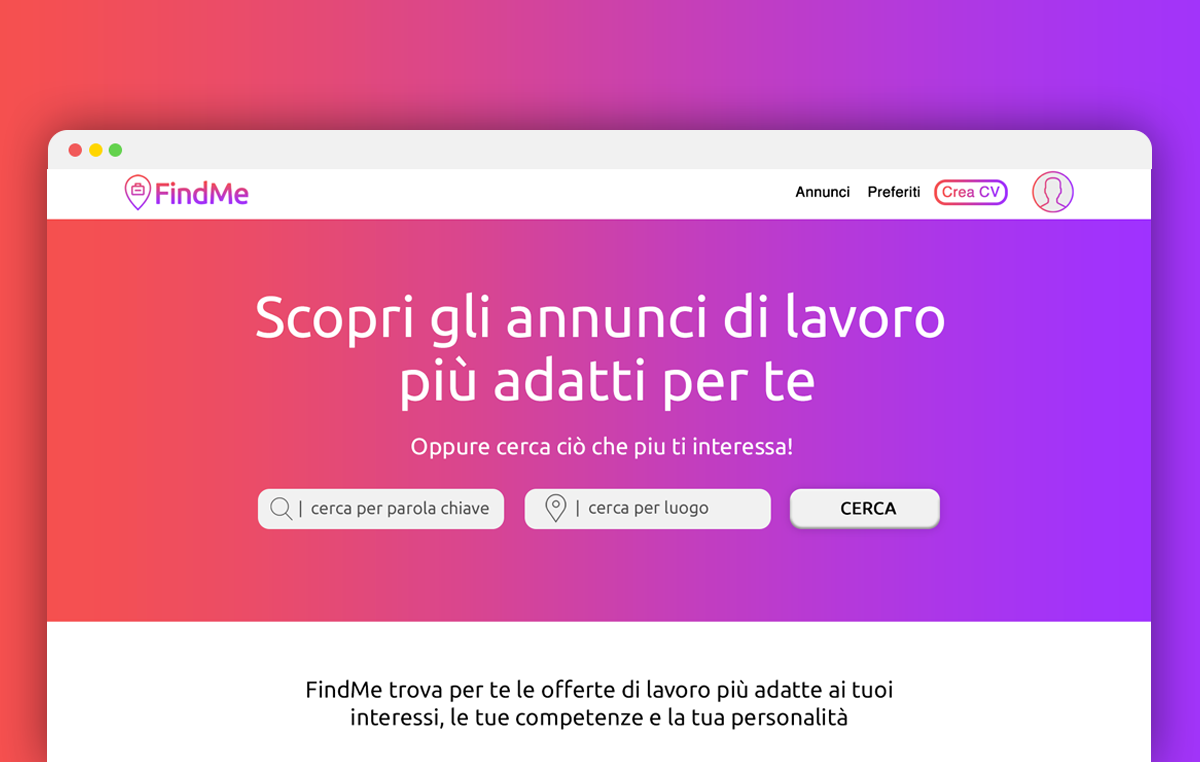 FindMe
Annunci Preferiti Crea CV
Scopri gli annunci di lavoro
più adatti per te
Oppure cerca ciò che piu ti interessa!
| cerca per parola chiave | cerca per luogo CERCA
FindMe trova per te le offerte di lavoro più adatte ai tuoi
interessi, le tue competenze e la tua personalità